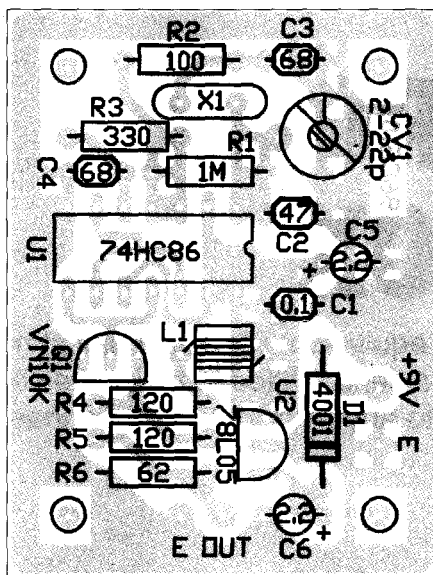 R2
100
C3
68
X1
R3
330
R1
1M
C4
68
CV1
2-22p
U1
74HC86
47
C2
C5
2.2
+
0.1
C1
L1
Q1
VN10K
U2
78L05
D1
4001
+9V E
R4
120
R5
120
R6
62
2.2
+
C6
E OUT